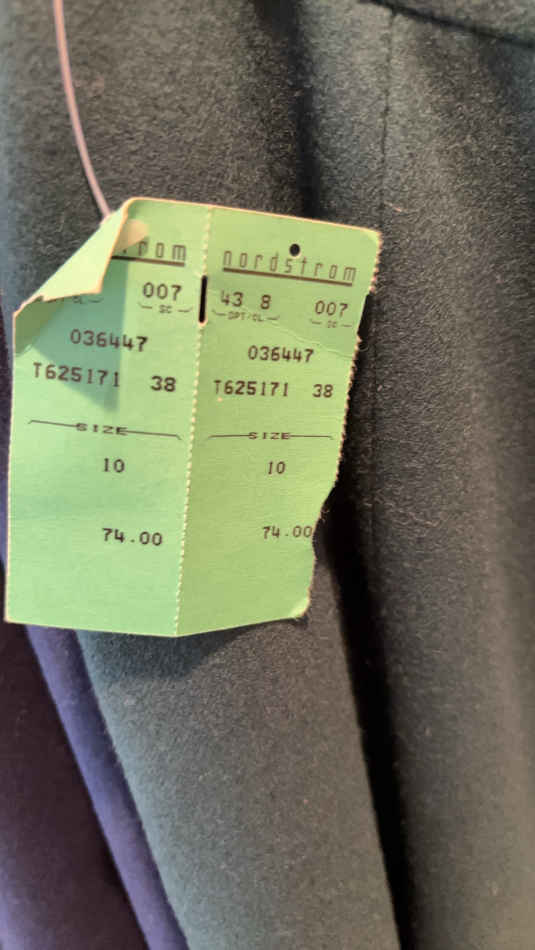 rom
007
SC
036447
T625171 38
SIZE
10
74.00
nordstrom
43 8 007
DPT/CL SC
036447
T625171 38
SIZE
10
74.00